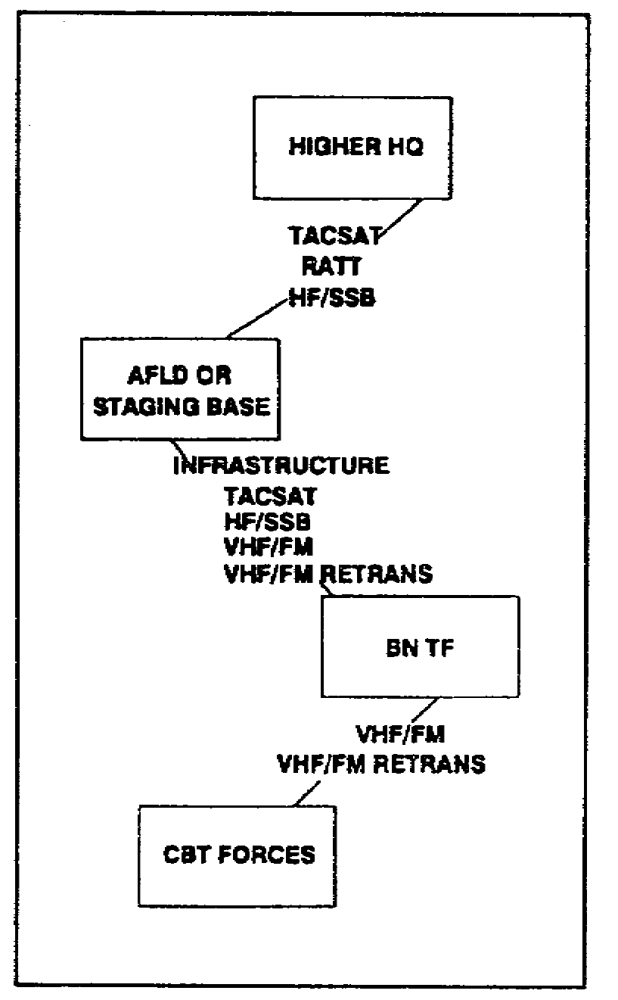 HIGHER HQ
TACSAT
RATT
HF/SSB
AFLD OR
STAGING BASE
INFRASTRUCTURE
TACSAT
HF/SSB
VHF/FM
VHF/FM RETRANS
BN TF
VHF/FM
VHF/FM RETRANS
CBT FORCES